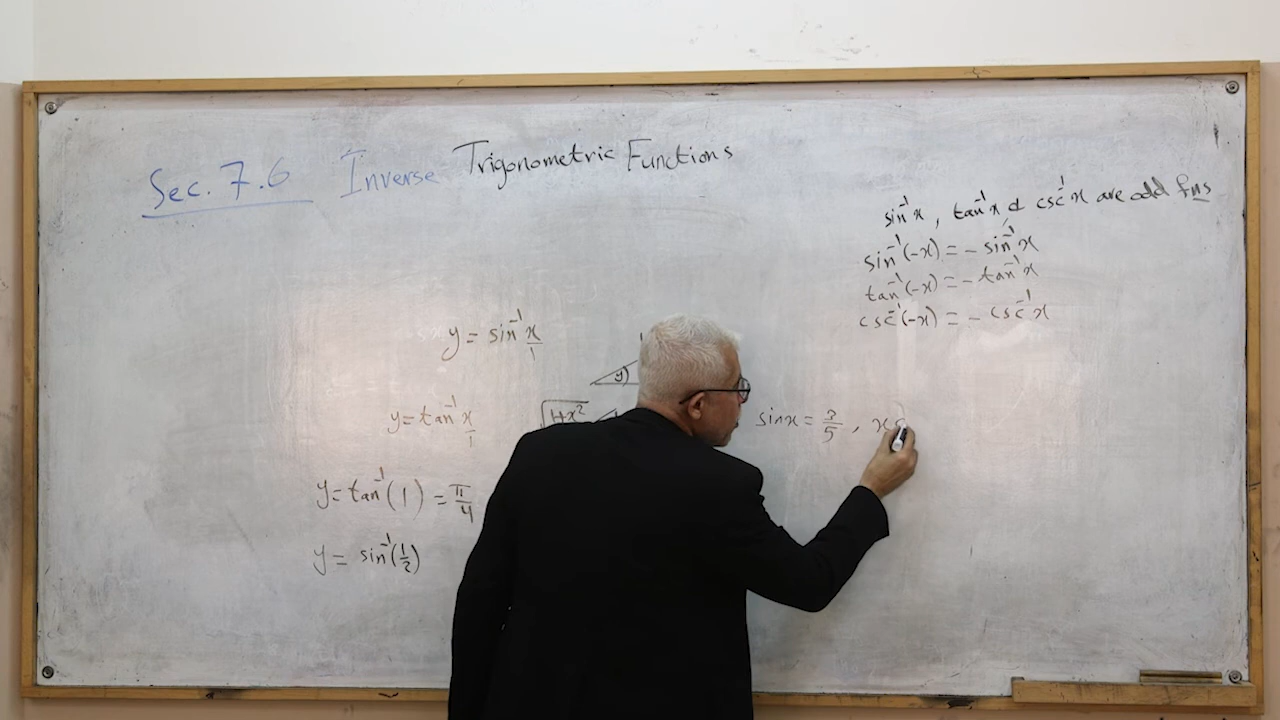 Sec. 7.6 Inverse Trigonometric Functions
sin⁻¹x, tan⁻¹x & csc⁻¹x are odd fns
sin⁻¹(-x) = - sin⁻¹x
tan⁻¹(-x) = - tan⁻¹x
csc⁻¹(-x) = - csc⁻¹x
y = sin⁻¹ x/1
y)
y = tan⁻¹ x/1
√1+x²
sinx = 3/5 , x
y = tan⁻¹(1) = π/4
y = sin⁻¹(1/2)